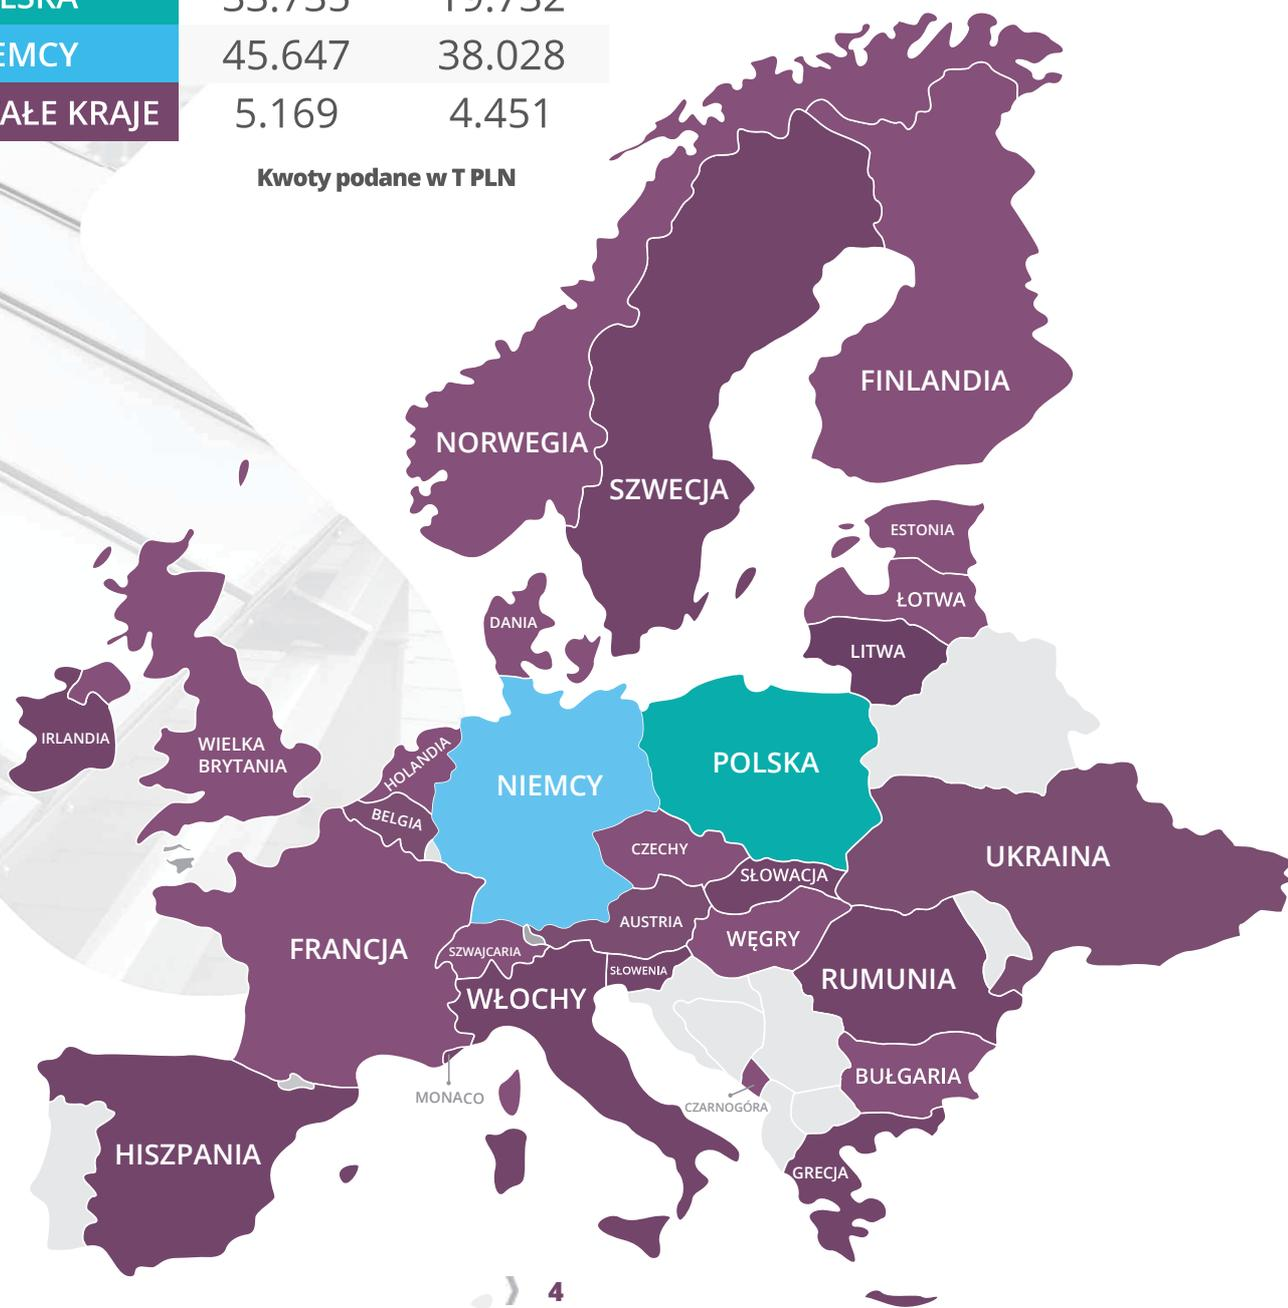 45.647 38.028
AŁE KRAJE 5.169 4.451
Kwoty podane w T PLN
FINLANDIA
NORWEGIA
SZWECJA
ESTONIA
ŁOTWA
DANIA
LITWA
IRLANDIA
WIELKA
BRYTANIA
HOLANDIA
NIEMCY
POLSKA
BELGIA
CZECHY
UKRAINA
SŁOWACJA
AUSTRIA
WĘGRY
FRANCJA
SZWAJCARIA
SŁOWENIA
RUMUNIA
WŁOCHY
BUŁGARIA
MONACO
CZARNOGÓRA
HISZPANIA
GRECJA
4